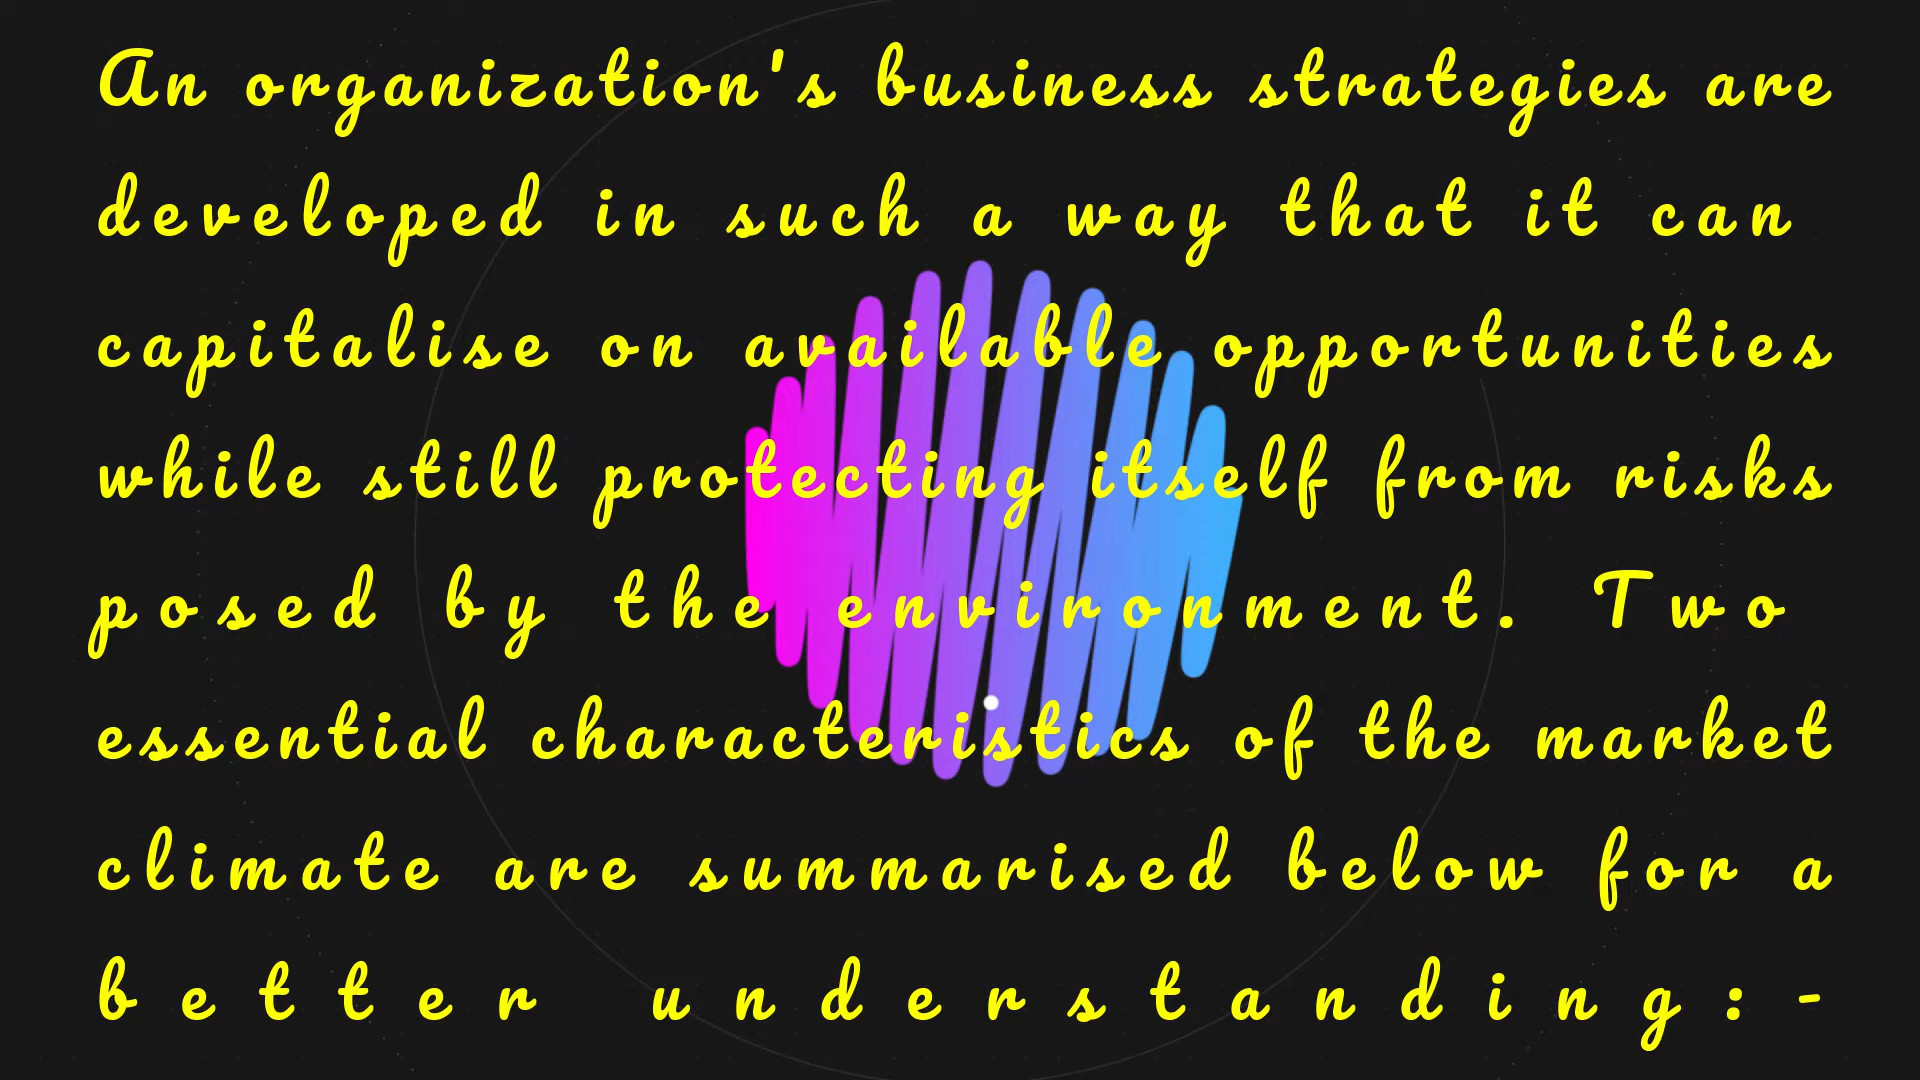 An organization's business strategies are
developed in such a way that it can
capitalise on available opportunities
while still protecting itself from risks
posed by the environment. Two
essential characteristics of the market
climate are summarised below for a
better understanding:-